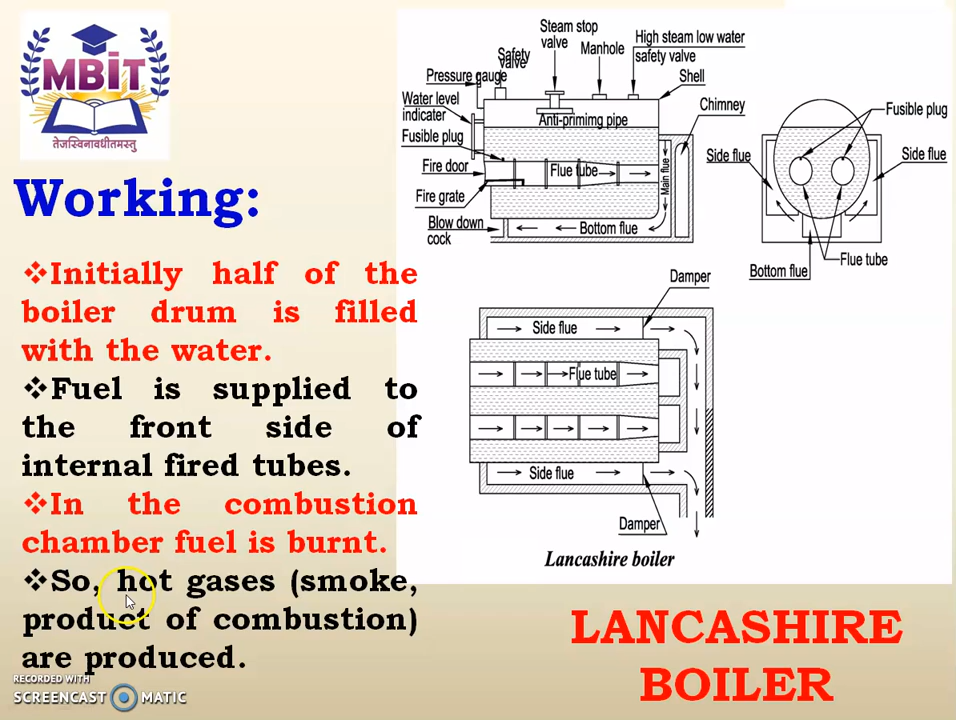 MBiT
तेजस्विनावधीतमस्तु
Working:
❖Initially half of the
boiler drum is filled
with the water.
❖Fuel is supplied to
the front side of
internal fired tubes.
❖In the combustion
chamber fuel is burnt.
❖So, hot gases (smoke,
product of combustion)
are produced.
RECORDED WITH
SCREENCAST MATIC
Steam stop
valve
Safety
valve
Manhole
High steam low water
safety valve
Pressure gauge
Shell
Water level
indicater
Chimney
Anti-primimg pipe
Fusible plug
Fire door
Flue tube
Main flue
Fire grate
Blow down
cock
Bottom flue
Fusible plug
Side flue
Side flue
Flue tube
Bottom flue
Damper
Side flue
Flue tube
Side flue
Damper
Lancashire boiler
LANCASHIRE
BOILER